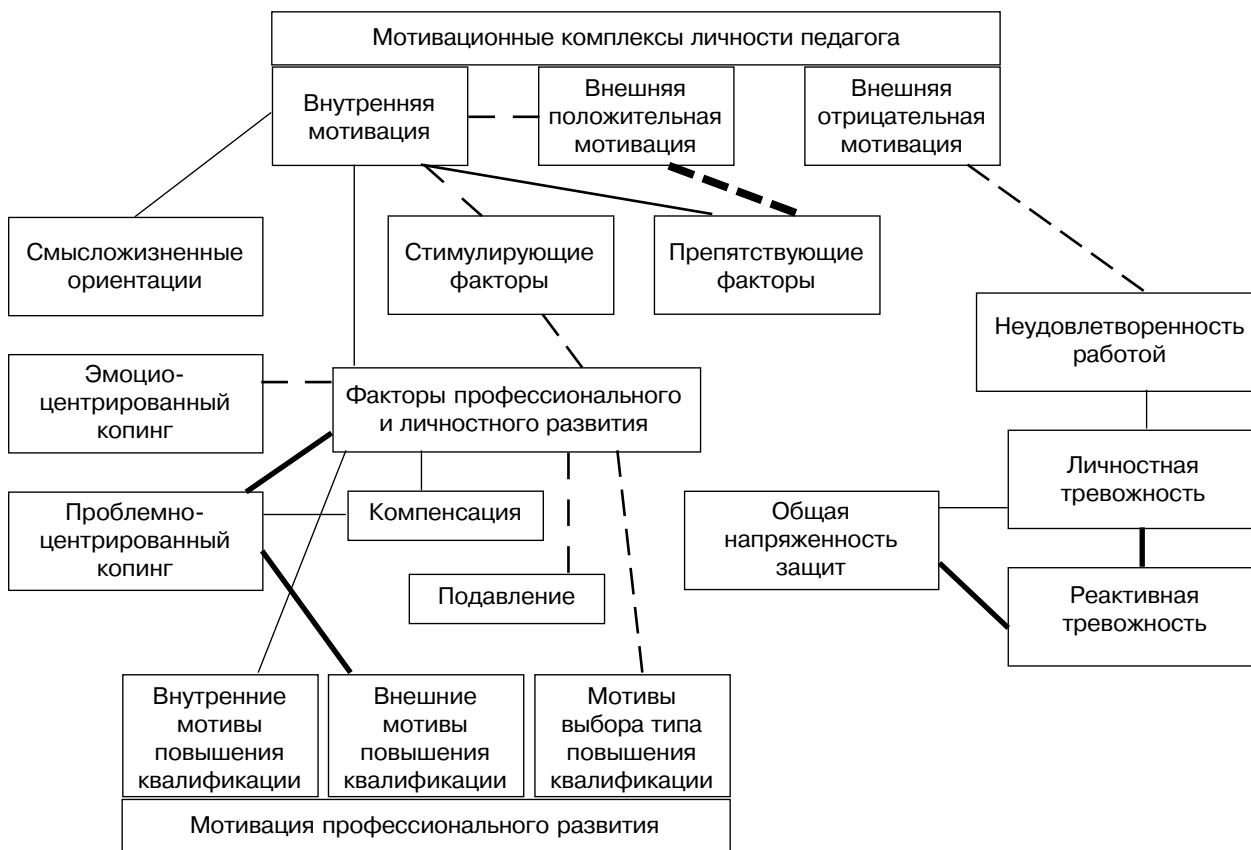 Мотивационные комплексы личности педагога
Внутренняя
мотивация
Внешняя
положительная
мотивация
Внешняя
отрицательная
мотивация
Смысложизненные
ориентации
Стимулирующие
факторы
Препятствующие
факторы
Неудовлетворенность
работой
Эмоцио-
центрированный
копинг
Факторы профессионального
и личностного развития
Личностная
тревожность
Проблемно-
центрированный
копинг
Компенсация
Общая
напряженность
защит
Подавление
Реактивная
тревожность
Внутренние
мотивы
повышения
квалификации
Внешние
мотивы
повышения
квалификации
Мотивы
выбора типа
повышения
квалификации
Мотивация профессионального развития